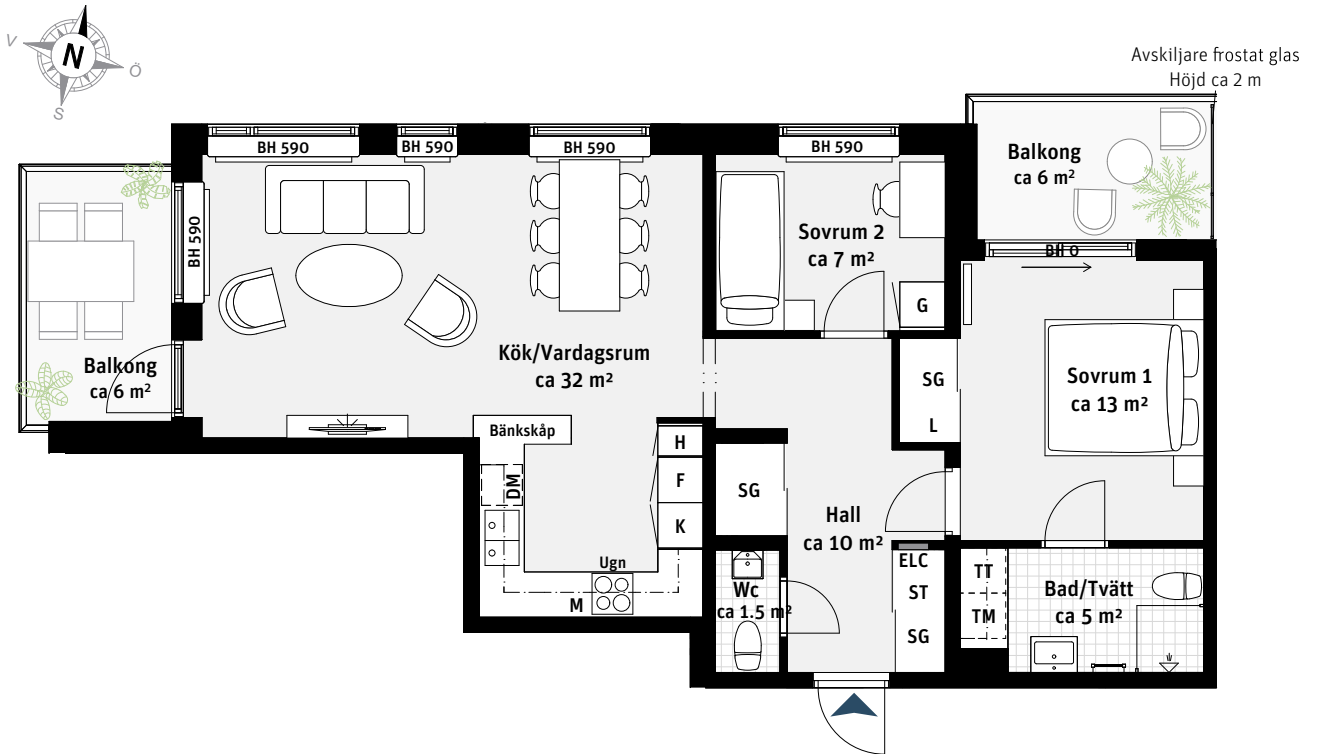 N
V
Ö
S
Avskiljare frostat glas
Höjd ca 2 m
BH 590
BH 590
BH 590
BH 590
Balkong
ca 6 m²
BH 590
Sovrum 2
ca 7 m²
BH 0
G
Balkong
ca 6 m²
Kök/Vardagsrum
ca 32 m²
SG
L
Sovrum 1
ca 13 m²
Bänkskåp
H
F
K
DM
SG
Hall
ca 10 m²
Ugn
M
Wc
ca 1.5 m²
ELC
ST
SG
TT
TM
Bad/Tvätt
ca 5 m²